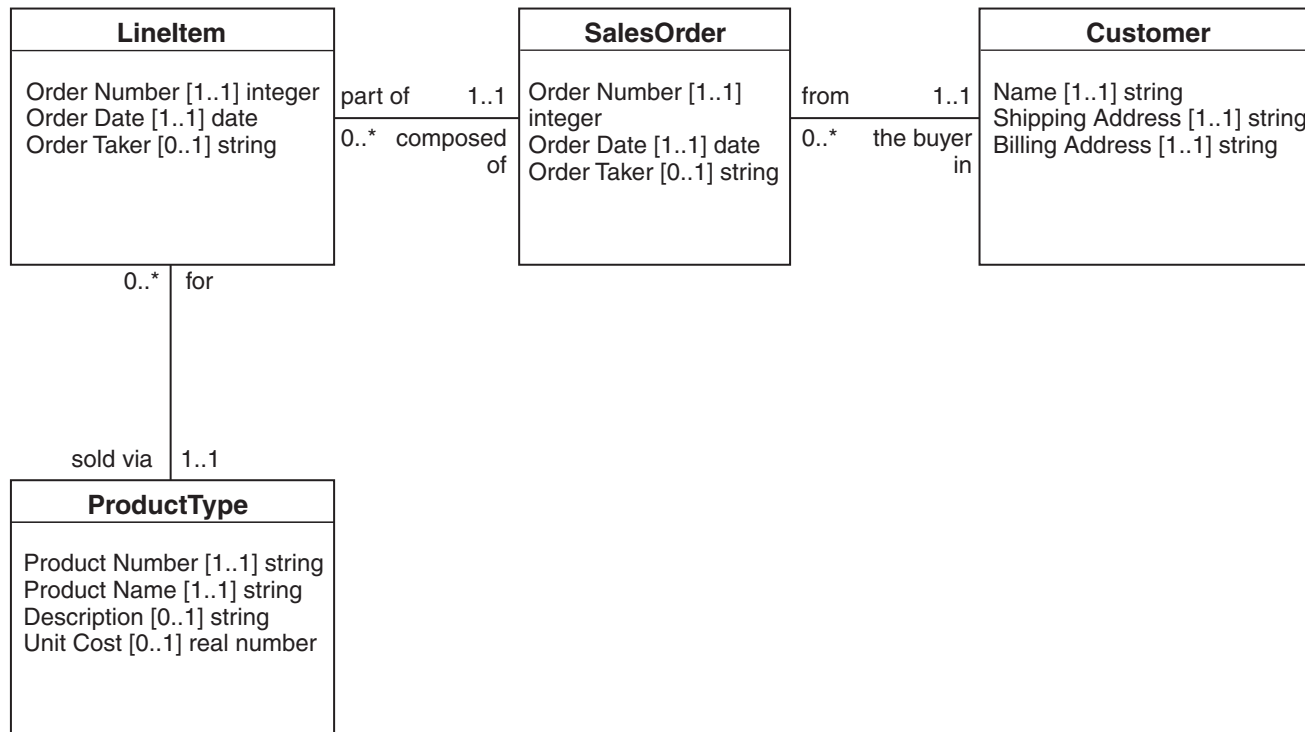 LineItem
Order Number [1..1] integer
Order Date [1..1] date
Order Taker [0..1] string
part of 1..1
0..* composed
of
SalesOrder
Order Number [1..1]
integer
Order Date [1..1] date
Order Taker [0..1] string
from 1..1
0..* the buyer
in
Customer
Name [1..1] string
Shipping Address [1..1] string
Billing Address [1..1] string
0..* for
sold via 1..1
ProductType
Product Number [1..1] string
Product Name [1..1] string
Description [0..1] string
Unit Cost [0..1] real number